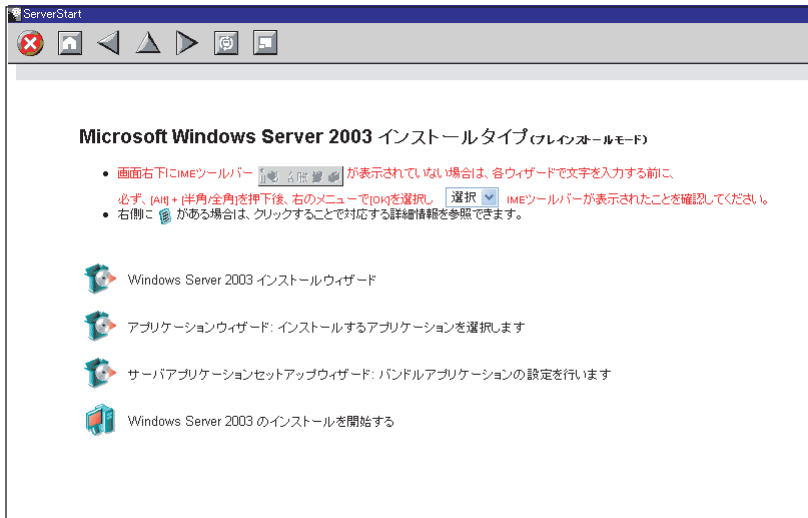 ServerStart
Microsoft Windows Server 2003 インストールタイプ(プレインストールモード)
画面右下にIMEツールバー が表示されていない場合は、各ウィザードで文字を入力する前に、
必ず、[Alt] + [半角/全角]を押下後、右のメニューで[OK]を選択し 選択 IMEツールバーが表示されたことを確認してください。
右側に がある場合は、クリックすることで対応する詳細情報を参照できます。
Windows Server 2003 インストールウィザード
アプリケーションウィザード: インストールするアプリケーションを選択します
サーバアプリケーションセットアップウィザード: バンドルアプリケーションの設定を行います
Windows Server 2003 のインストールを開始する